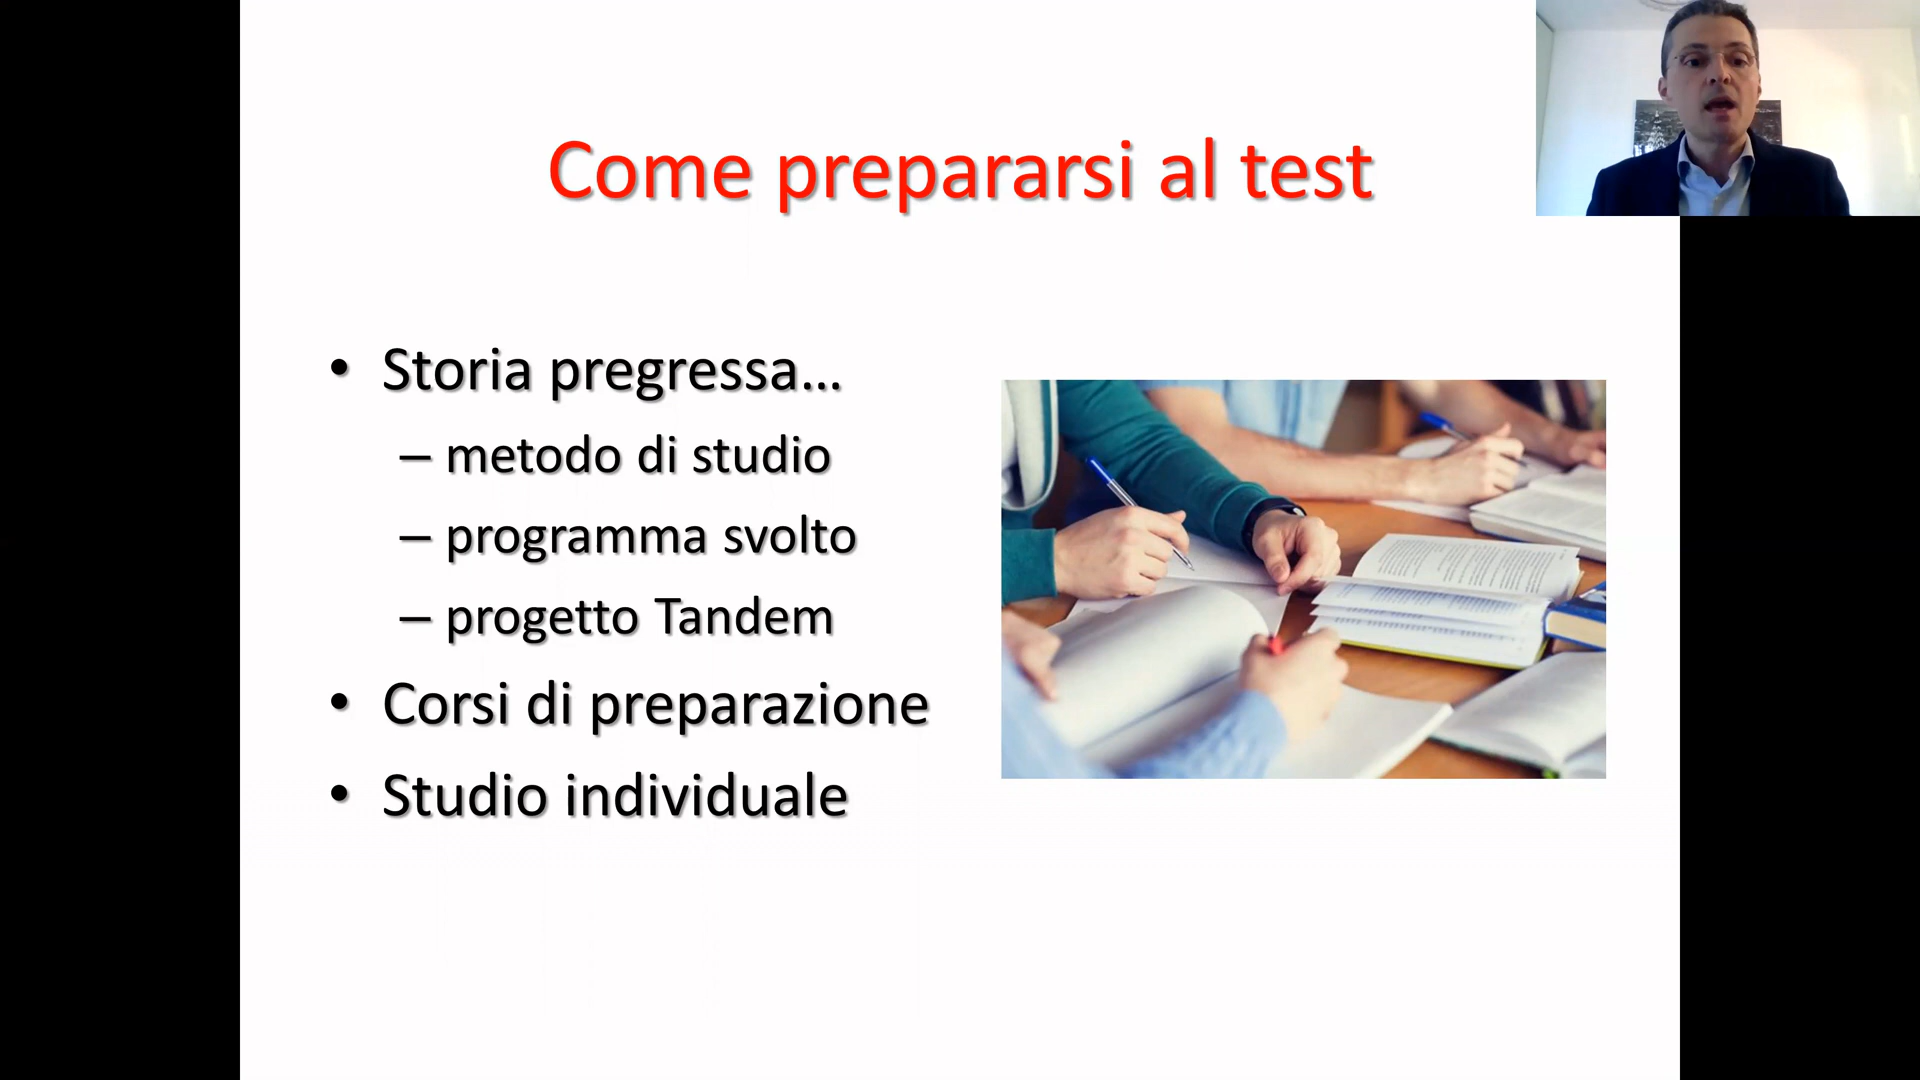 Come prepararsi al test
• Storia pregressa...
– metodo di studio
– programma svolto
– progetto Tandem
• Corsi di preparazione
• Studio individuale